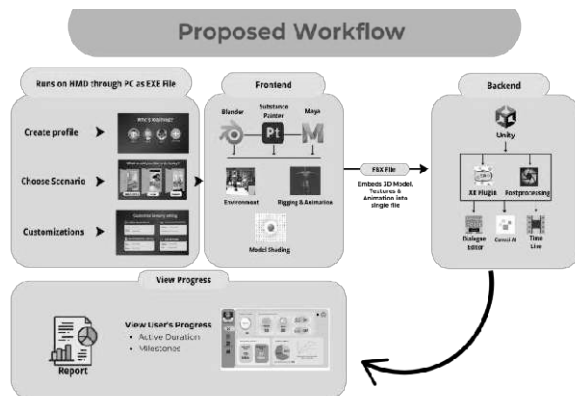 Proposed Workflow
Runs on HMD through PC as EXE File
Create profile
Choose Scenario
Customizations
Frontend
Blender
Substance
Painter
Maya
Pt
Environment
Rigging & Animation
Model Shading
FBX File
Embeds 3D Model,
Textures &
Animation into
single file
Backend
Unity
XR Plugin
Postprocessing
Dialogue
Editor
Time
Line
View Progress
Report
View User's Progress
• Active Duration
• Milestones